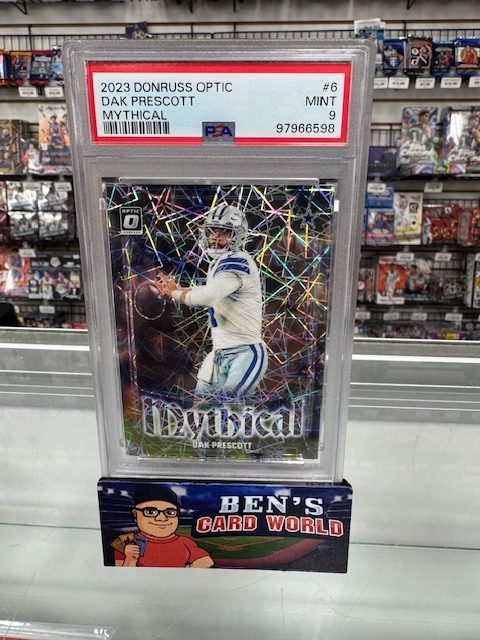 2023 DONRUSS OPTIC #6
DAK PRESCOTT MINT
MYTHICAL 9
PSA 97966598
OPTIC
Mythical
DAK PRESCOTT
BEN'S
CARD WORLD